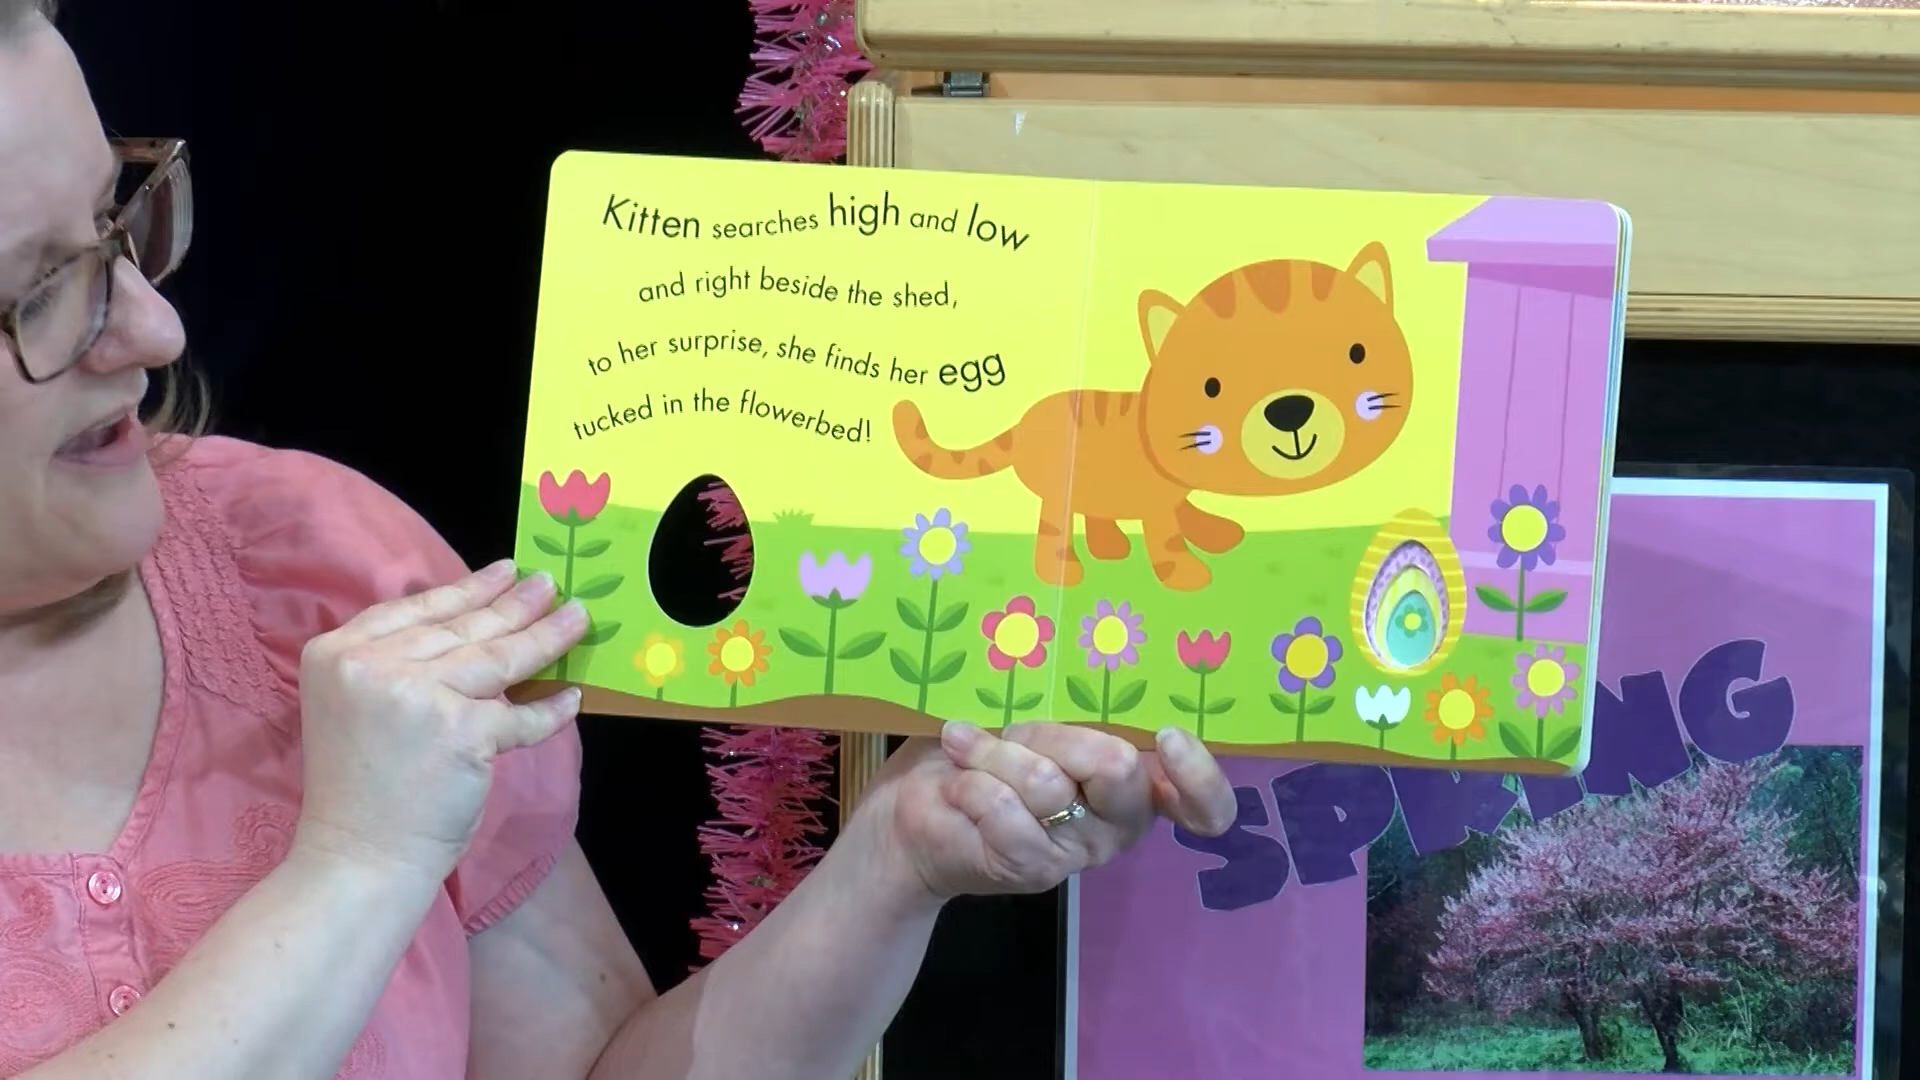 Kitten searches high and low
and right beside the shed,
to her surprise, she finds her egg
tucked in the flowerbed!
SPRING